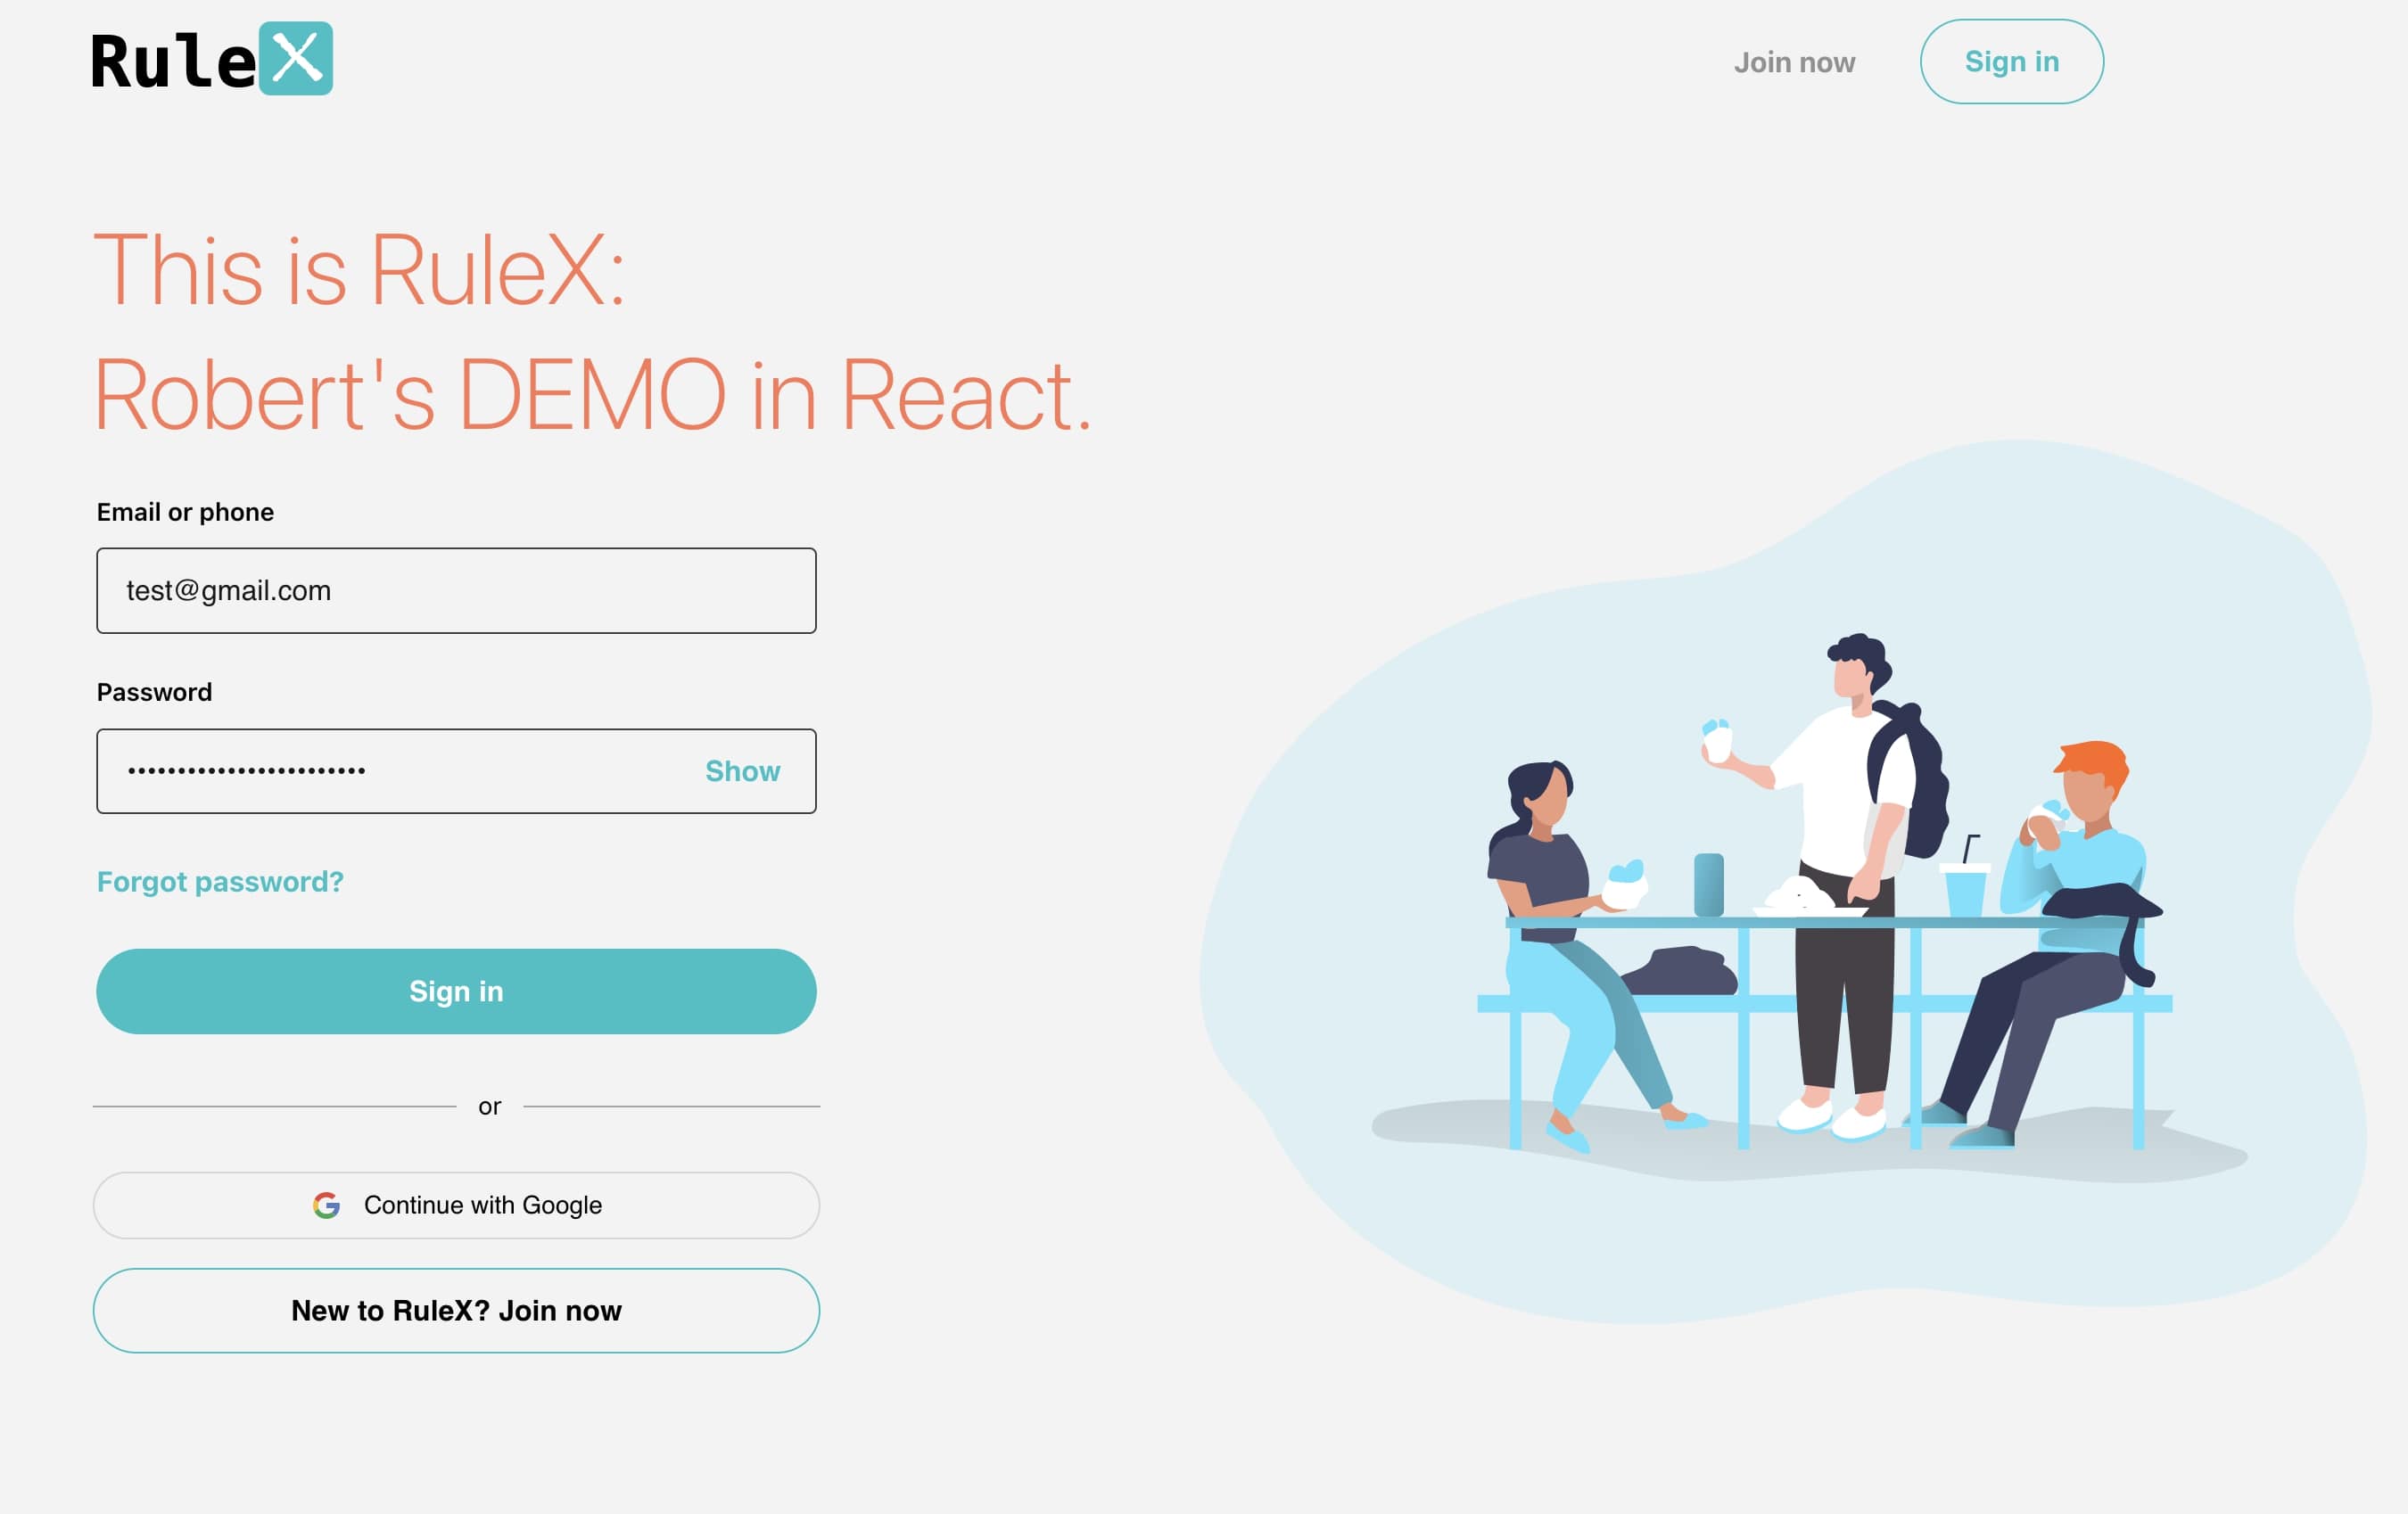 RuleX
Join now
Sign in
This is RuleX:
Robert's DEMO in React.
Email or phone
test@gmail.com
Password
••••••••••••••••••••••••
Show
Forgot password?
Sign in
or
Continue with Google
New to RuleX? Join now